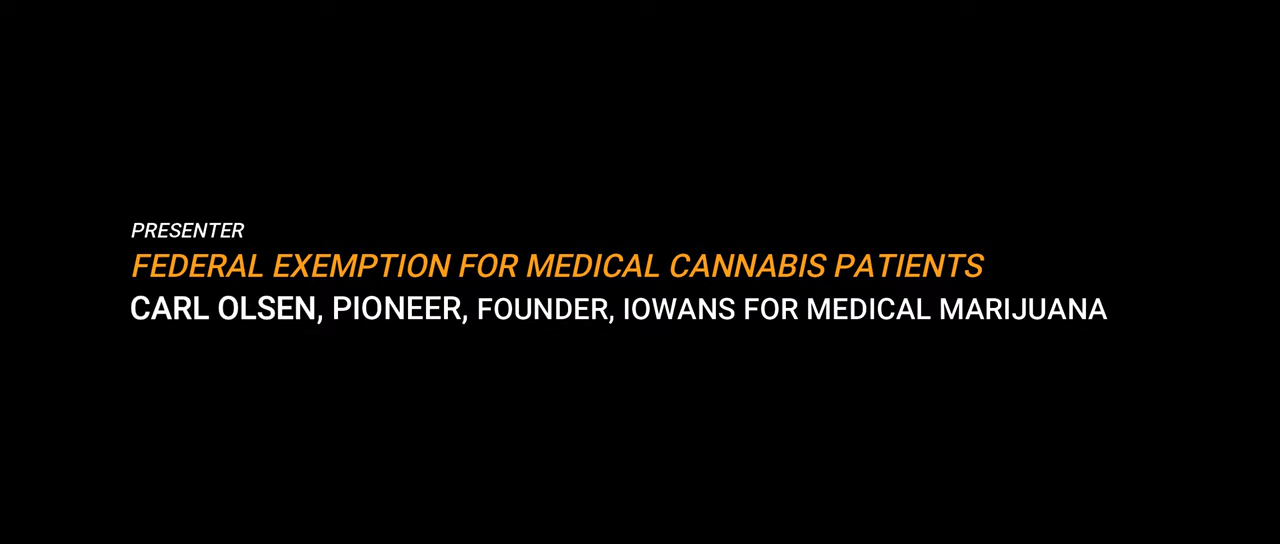 PRESENTER
FEDERAL EXEMPTION FOR MEDICAL CANNABIS PATIENTS
CARL OLSEN, PIONEER, FOUNDER, IOWANS FOR MEDICAL MARIJUANA